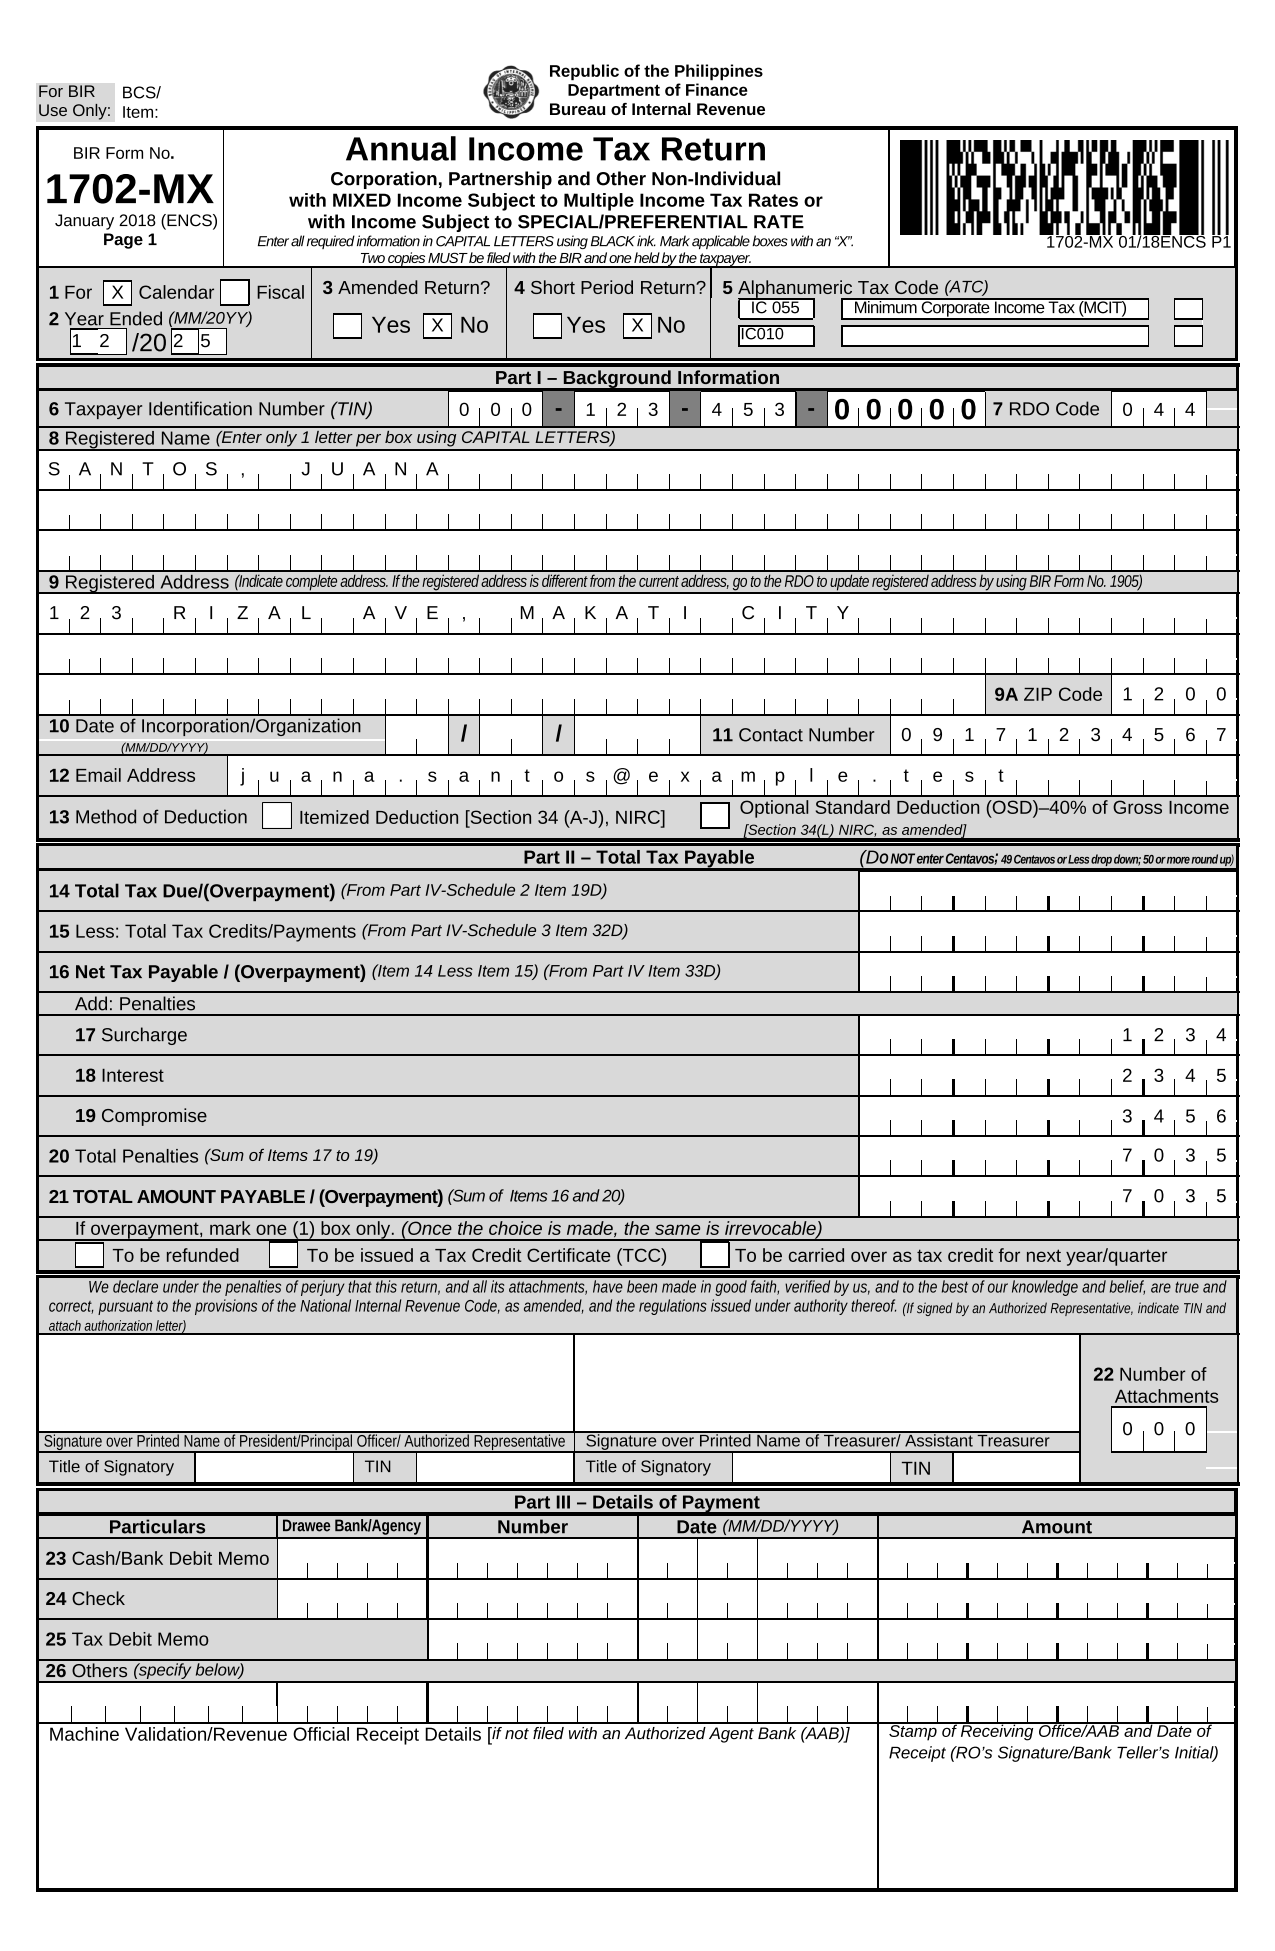 Republic of the Philippines
Department of Finance
Bureau of Internal Revenue
For BIR Use Only:
BCS/ Item:
BIR Form No.
1702-MX
January 2018 (ENCS)
Page 1
Annual Income Tax Return
Corporation, Partnership and Other Non-Individual
with MIXED Income Subject to Multiple Income Tax Rates or
with Income Subject to SPECIAL/PREFERENTIAL RATE
Enter all required information in CAPITAL LETTERS using BLACK ink. Mark applicable boxes with an “X”.
Two copies MUST be filed with the BIR and one held by the taxpayer.
1702-MX 01/18ENCS P1
1 For X Calendar Fiscal
2 Year Ended (MM/20YY)
1 2 /20 2 5
3 Amended Return?
Yes X No
4 Short Period Return?
Yes X No
5 Alphanumeric Tax Code (ATC)
IC 055 Minimum Corporate Income Tax (MCIT)
IC010
Part I – Background Information
6 Taxpayer Identification Number (TIN) 0 0 0 - 1 2 3 - 4 5 3 - 0 0 0 0 0 7 RDO Code 0 4 4
8 Registered Name (Enter only 1 letter per box using CAPITAL LETTERS)
SANTOS, JUANA
9 Registered Address (Indicate complete address. If the registered address is different from the current address, go to the RDO to update registered address by using BIR Form No. 1905)
123 RIZAL AVE, MAKATI CITY
9A ZIP Code 1 2 0 0
10 Date of Incorporation/Organization / / 11 Contact Number 0 9 1 7 1 2 3 4 5 6 7
(MM/DD/YYYY)
12 Email Address juana.santos@example.test
13 Method of Deduction Itemized Deduction [Section 34 (A-J), NIRC] Optional Standard Deduction (OSD)–40% of Gross Income
[Section 34(L) NIRC, as amended]
Part II – Total Tax Payable (DO NOT enter Centavos; 49 Centavos or Less drop down; 50 or more round up)
14 Total Tax Due/(Overpayment) (From Part IV-Schedule 2 Item 19D)
15 Less: Total Tax Credits/Payments (From Part IV-Schedule 3 Item 32D)
16 Net Tax Payable / (Overpayment) (Item 14 Less Item 15) (From Part IV Item 33D)
Add: Penalties
17 Surcharge 1 2 3 4
18 Interest 2 3 4 5
19 Compromise 3 4 5 6
20 Total Penalties (Sum of Items 17 to 19) 7 0 3 5
21 TOTAL AMOUNT PAYABLE / (Overpayment) (Sum of Items 16 and 20) 7 0 3 5
If overpayment, mark one (1) box only. (Once the choice is made, the same is irrevocable)
To be refunded To be issued a Tax Credit Certificate (TCC) To be carried over as tax credit for next year/quarter
We declare under the penalties of perjury that this return, and all its attachments, have been made in good faith, verified by us, and to the best of our knowledge and belief, are true and
correct, pursuant to the provisions of the National Internal Revenue Code, as amended, and the regulations issued under authority thereof. (If signed by an Authorized Representative, indicate TIN and
attach authorization letter)
22 Number of
Attachments
0 0 0
Signature over Printed Name of President/Principal Officer/ Authorized Representative Signature over Printed Name of Treasurer/ Assistant Treasurer
Title of Signatory TIN Title of Signatory TIN
Part III – Details of Payment
Particulars Drawee Bank/Agency Number Date (MM/DD/YYYY) Amount
23 Cash/Bank Debit Memo
24 Check
25 Tax Debit Memo
26 Others (specify below)
Machine Validation/Revenue Official Receipt Details [if not filed with an Authorized Agent Bank (AAB)]
Stamp of Receiving Office/AAB and Date of
Receipt (RO’s Signature/Bank Teller’s Initial)